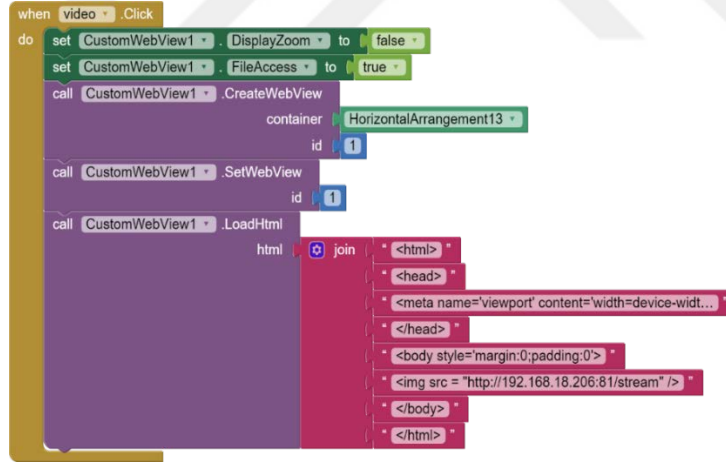 when video .Click
do set CustomWebView1 . DisplayZoom to false
set CustomWebView1 . FileAccess to true
call CustomWebView1 .CreateWebView
container HorizontalArrangement13
id 1
call CustomWebView1 .SetWebView
id 1
call CustomWebView1 .LoadHtml
html join " <html> "
" <head> "
" <meta name='viewport' content='width=device-widt... "
" </head> "
" <body style='margin:0;padding:0'> "
" <img src = "http://192.168.18.206:81/stream" /> "
" </body> "
" </html> "